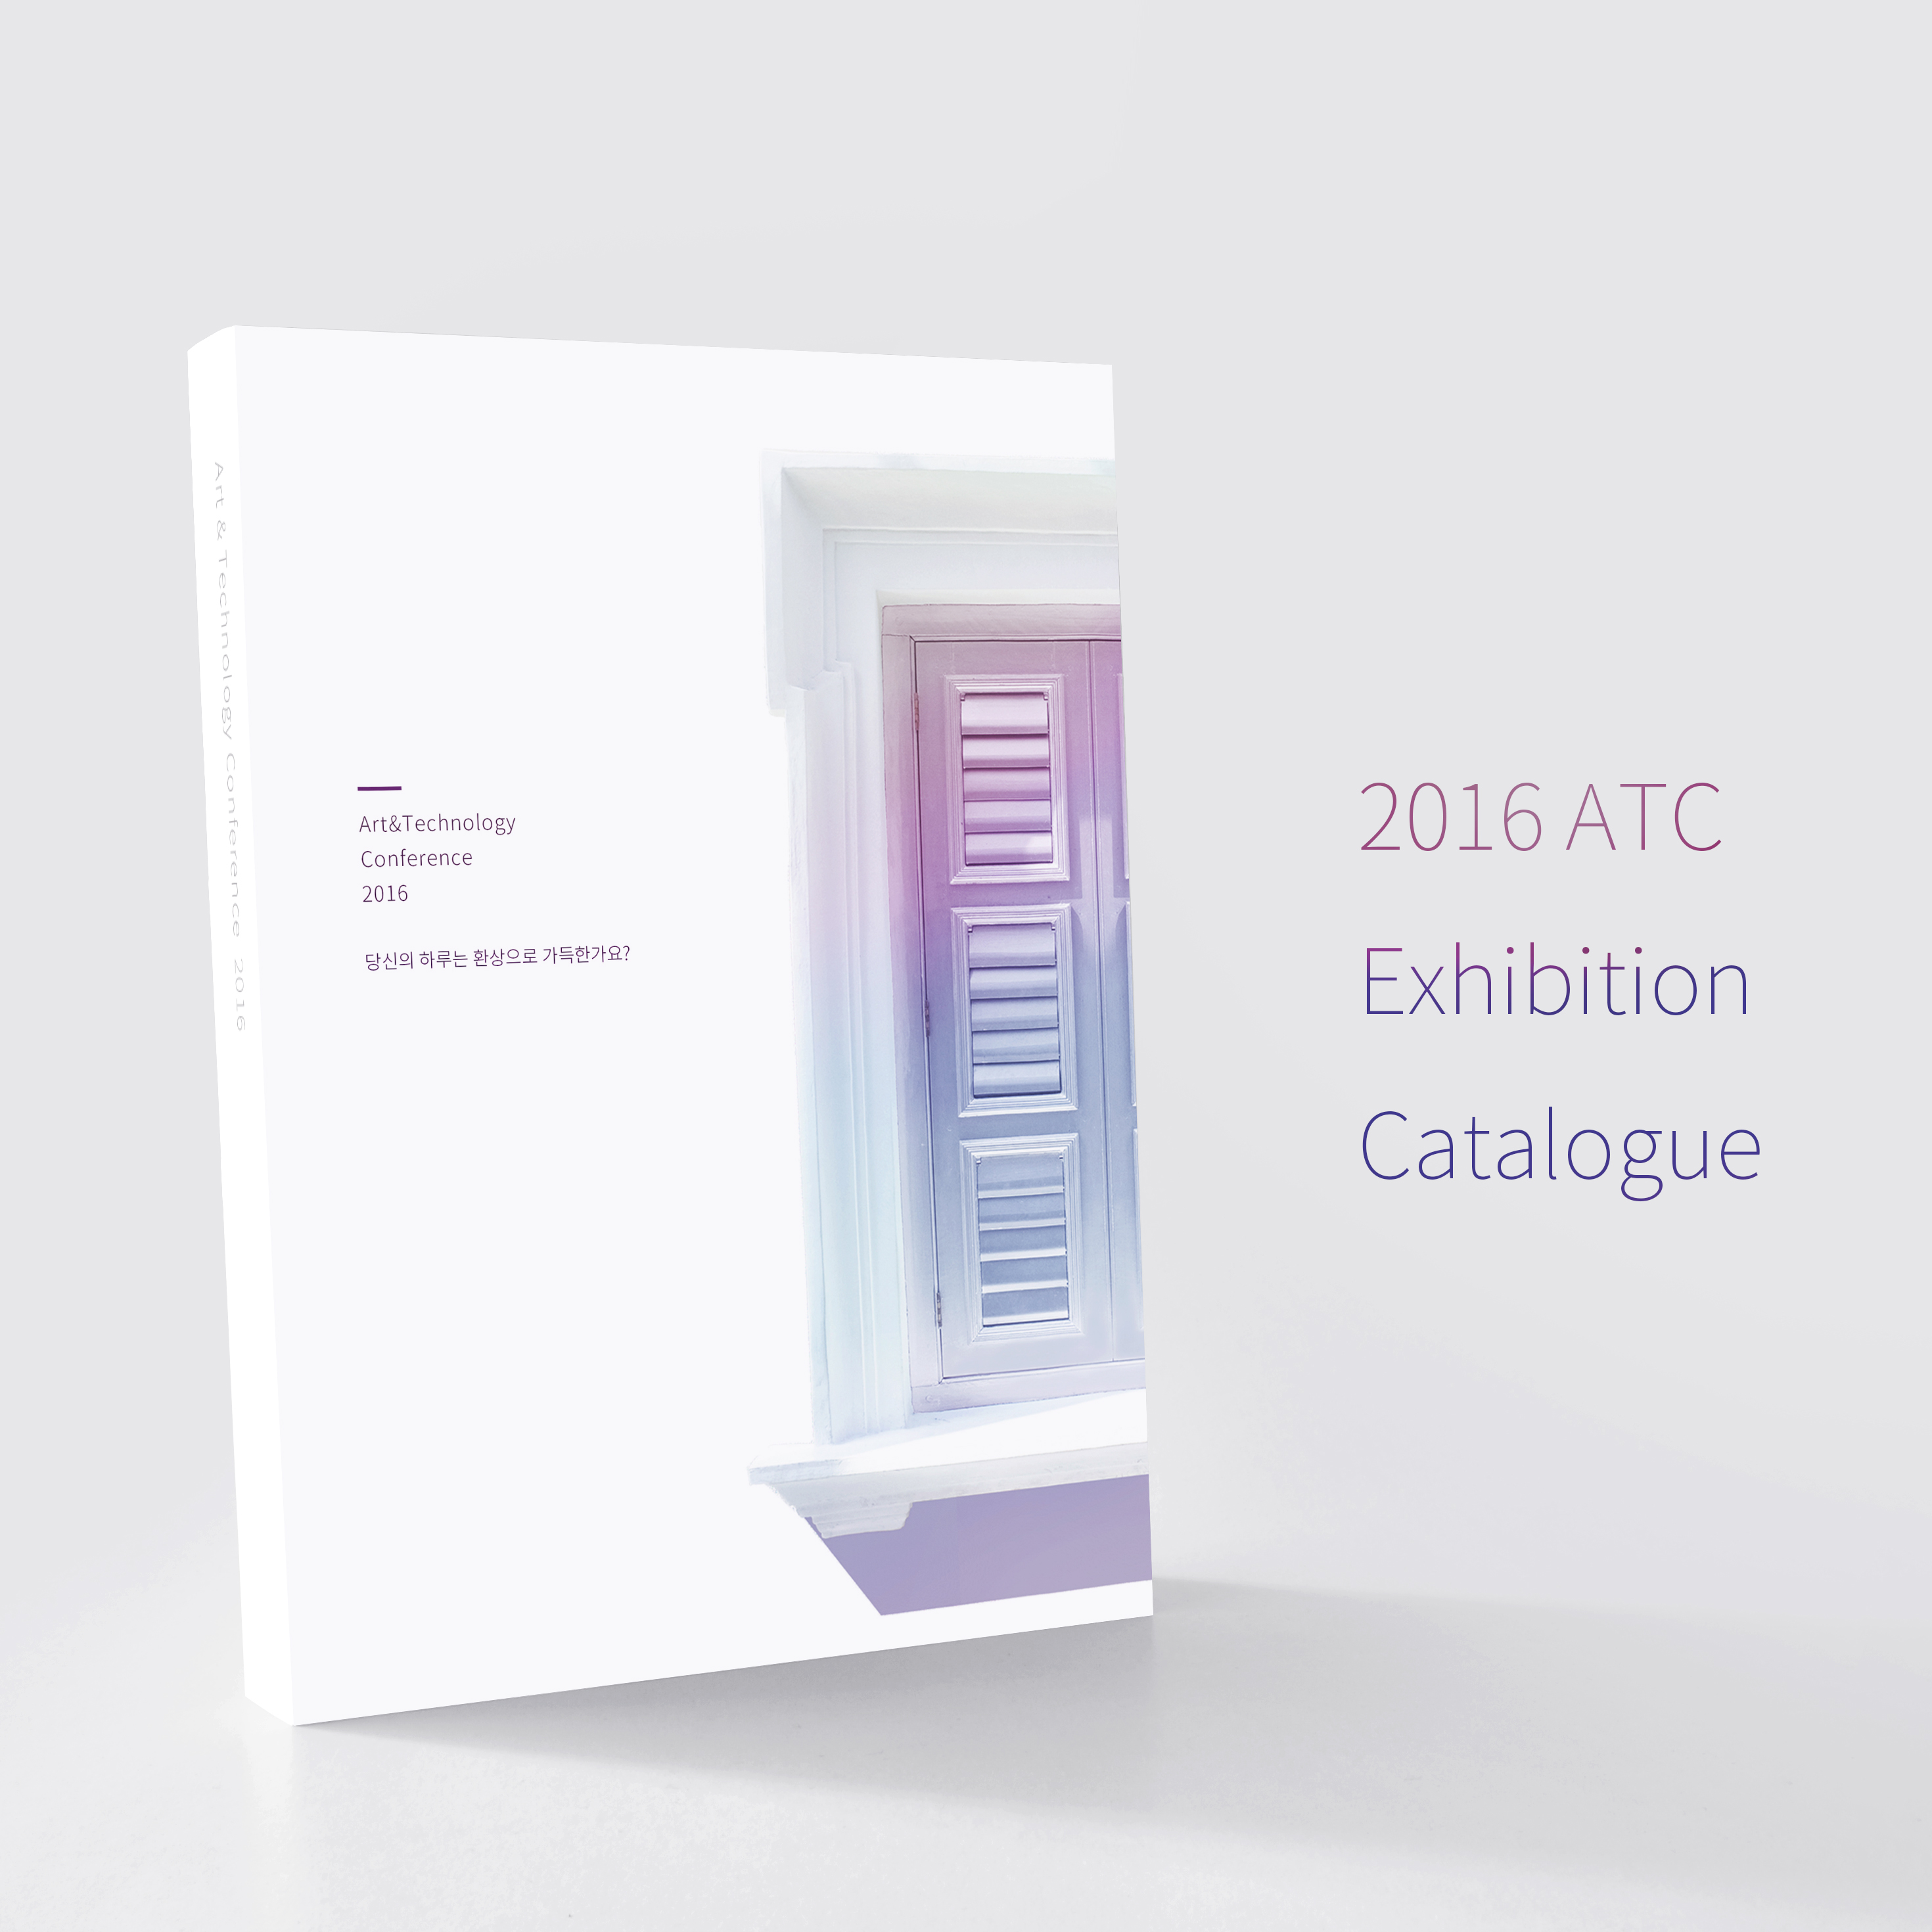 Art & Technology Conference 2016
Art&Technology
Conference
2016
당신의 하루는 환상으로 가득한가요?
2016 ATC
Exhibition
Catalogue